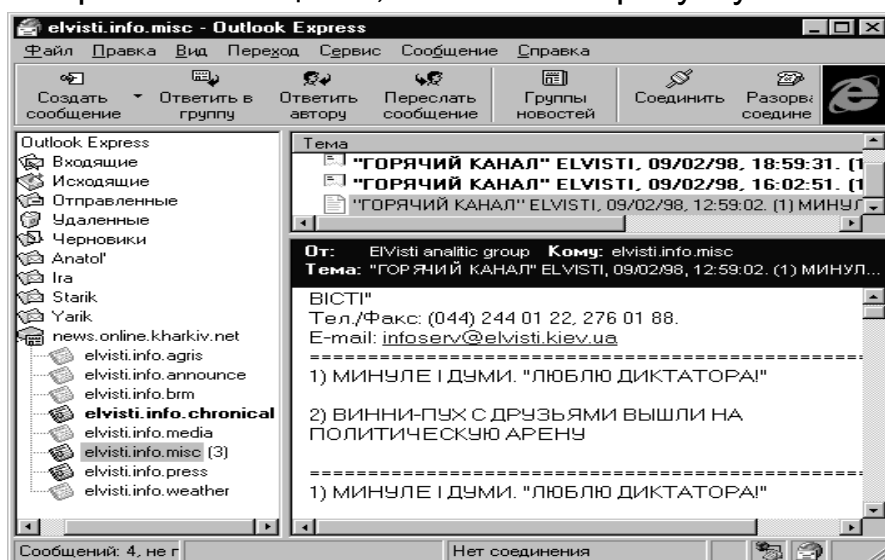 elvisti.info.misc - Outlook Express
Файл Правка Вид Переход Сервис Сообщение Справка
Создать сообщение
Ответить в группу
Ответить автору
Переслать сообщение
Группы новостей
Соединить
Разорва соедине
Outlook Express
Входящие
Исходящие
Отправленные
Удаленные
Черновики
Anatol'
Ira
Starik
Yarik
news.online.kharkiv.net
elvisti.info.agris
elvisti.info.announce
elvisti.info.brm
elvisti.info.chronical
elvisti.info.media
elvisti.info.misc (3)
elvisti.info.press
elvisti.info.weather
Тема
"ГОРЯЧИЙ КАНАЛ" ELVISTI, 09/02/98, 18:59:31. (1
"ГОРЯЧИЙ КАНАЛ" ELVISTI, 09/02/98, 16:02:51. (1
"ГОРЯЧИЙ КАНАЛ" ELVISTI, 09/02/98, 12:59:02. (1) МИНУЛ
От: ElVisti analitic group Кому: elvisti.info.misc
Тема: "ГОРЯЧИЙ КАНАЛ" ELVISTI, 09/02/98, 12:59:02. (1) МИНУЛ...
ВІСТІ"
Тел./Факс: (044) 244 01 22, 276 01 88.
E-mail: infoserv@elvisti.kiev.ua
================================================
1) МИНУЛЕ І ДУМИ. "ЛЮБЛЮ ДИКТАТОРА!"
2) ВИННИ-ПУХ С ДРУЗЬЯМИ ВЫШЛИ НА
ПОЛИТИЧЕСКУЮ АРЕНУ
================================================
1) МИНУЛЕ І ДУМИ. "ЛЮБЛЮ ДИКТАТОРА!"
Сообщений: 4, не п
Нет соединения